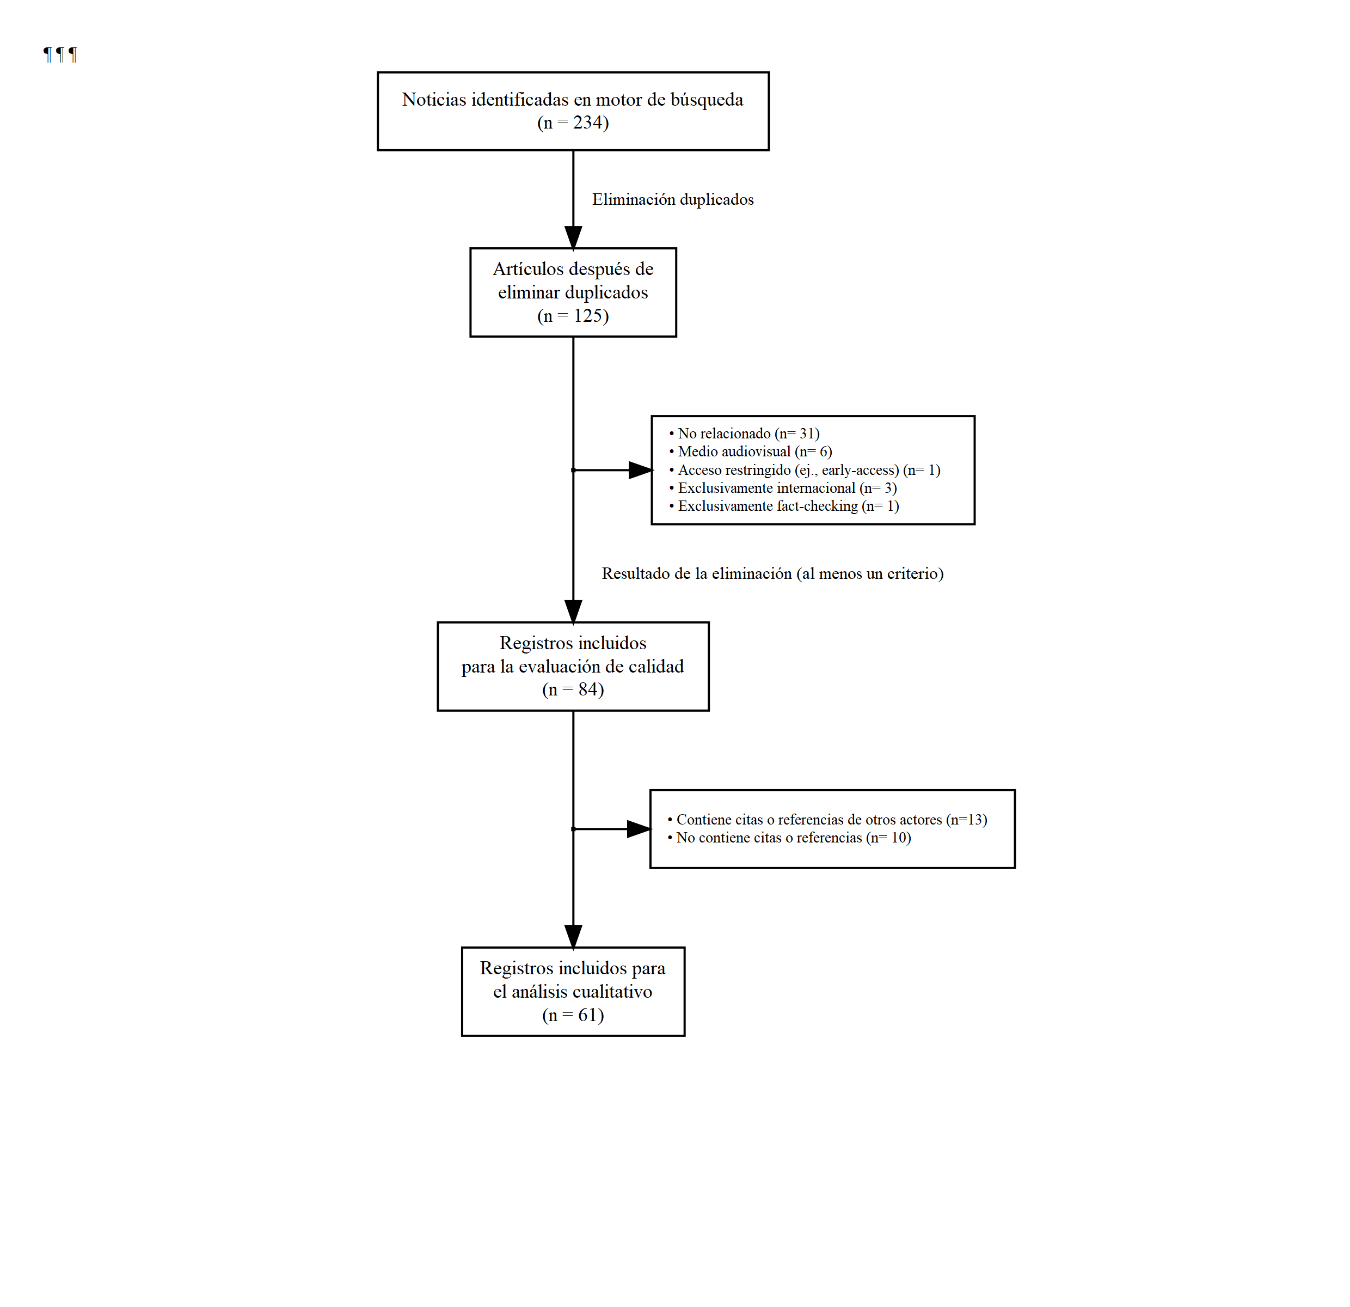 ¶¶¶
Noticias identificadas en motor de búsqueda
(n = 234)
Eliminación duplicados
Artículos después de
eliminar duplicados
(n = 125)
• No relacionado (n= 31)
• Medio audiovisual (n= 6)
• Acceso restringido (ej., early-access) (n= 1)
• Exclusivamente internacional (n= 3)
• Exclusivamente fact-checking (n= 1)
Resultado de la eliminación (al menos un criterio)
Registros incluidos
para la evaluación de calidad
(n = 84)
• Contiene citas o referencias de otros actores (n=13)
• No contiene citas o referencias (n= 10)
Registros incluidos para
el análisis cualitativo
(n = 61)